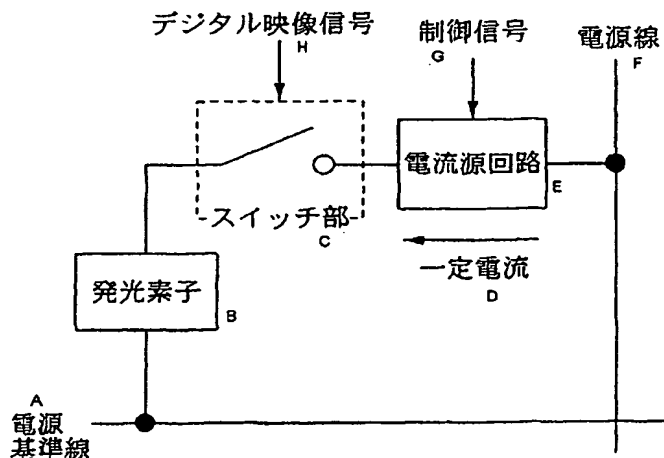 デジタル映像信号
H
制御信号
G
電源線
F
電流源回路
E
スイッチ部
C
一定電流
D
発光素子
B
A
電源
基準線